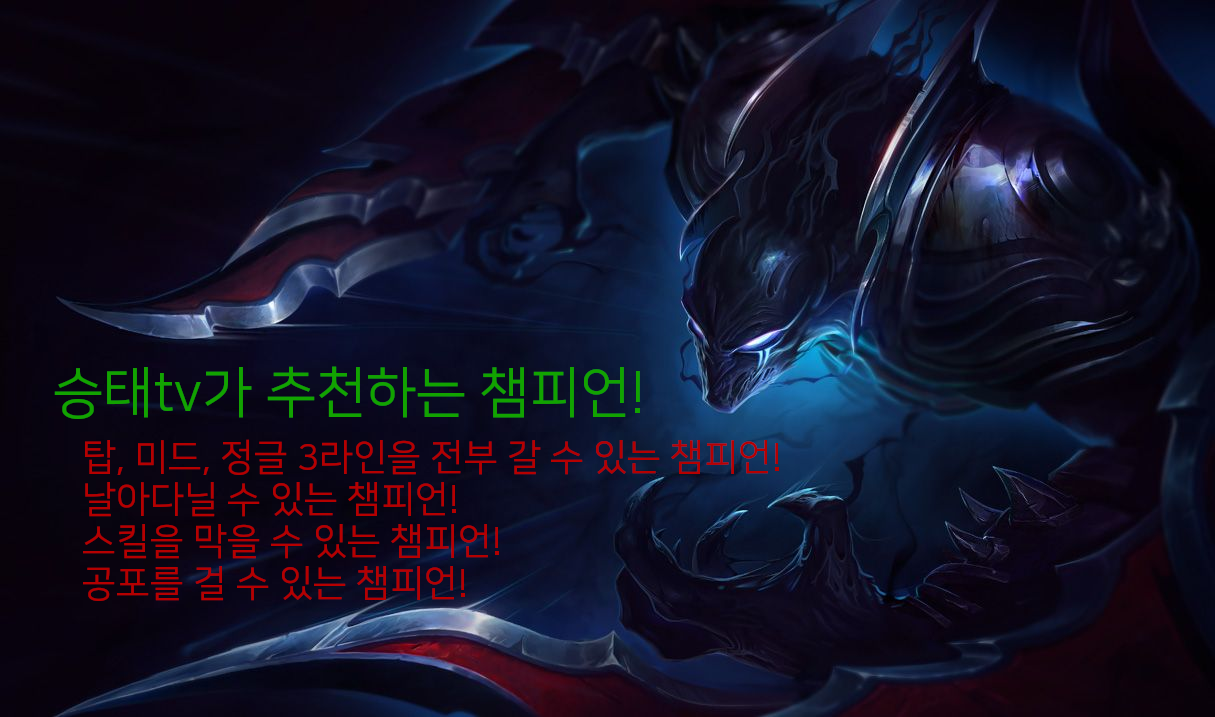 승태tv가 추천하는 챔피언!
탑, 미드, 정글 3라인을 전부 갈 수 있는 챔피언!
날아다닐 수 있는 챔피언!
스킬을 막을 수 있는 챔피언!
공포를 걸 수 있는 챔피언!